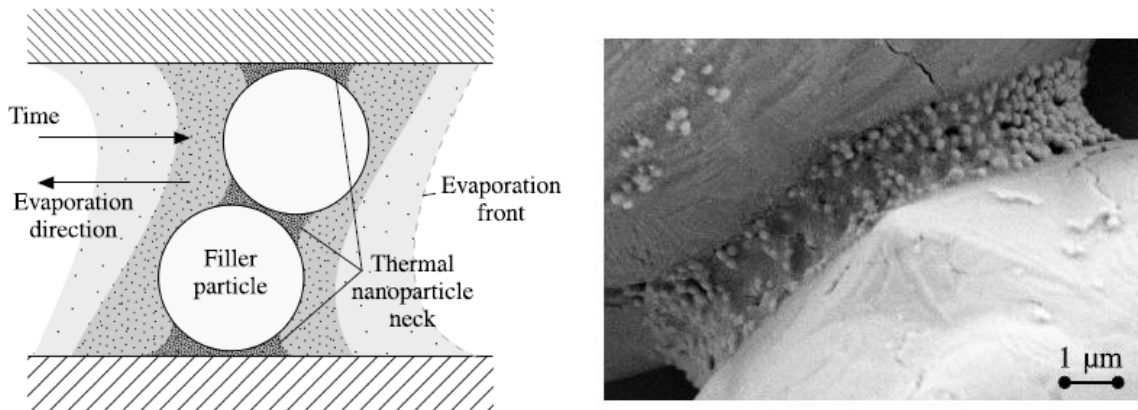 Time
Evaporation
direction
Filler
particle
Evaporation
front
Thermal
nanoparticle
neck
1 µm